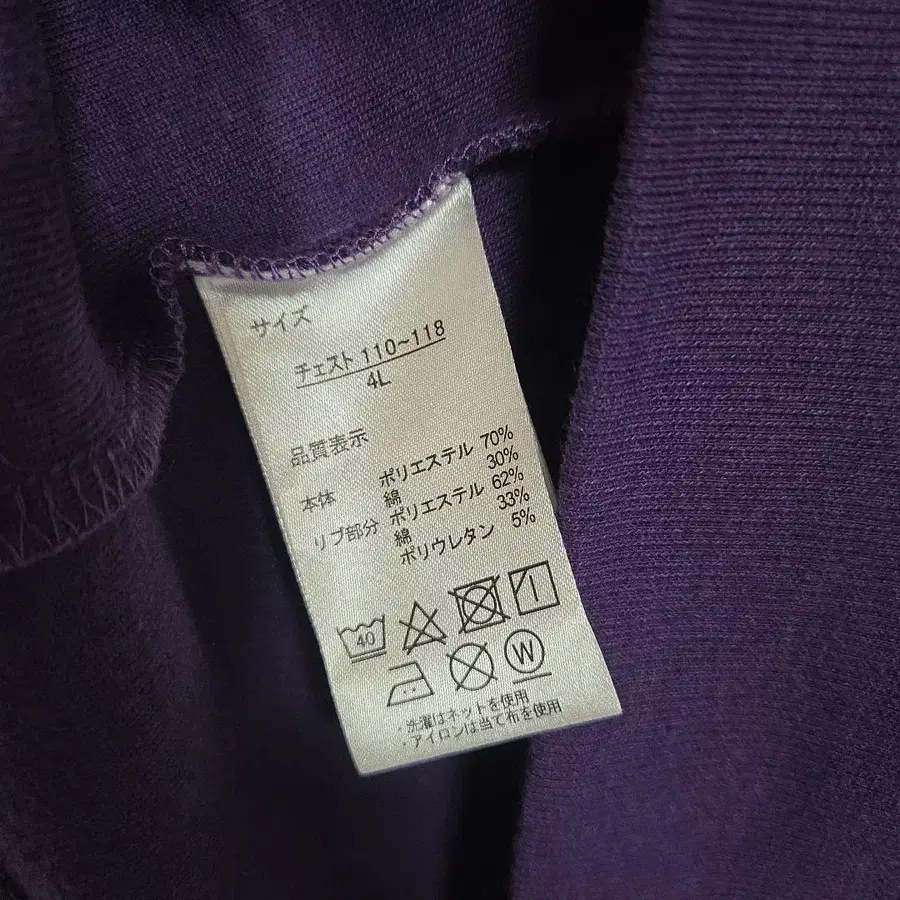 サイズ
チェスト 110~118
4L
品質表示
本体 ポリエステル 70%
綿 30%
リブ部分 ポリエステル 62%
綿 33%
ポリウレタン 5%
40
W
・洗濯はネットを使用
・アイロンは当て布を使用